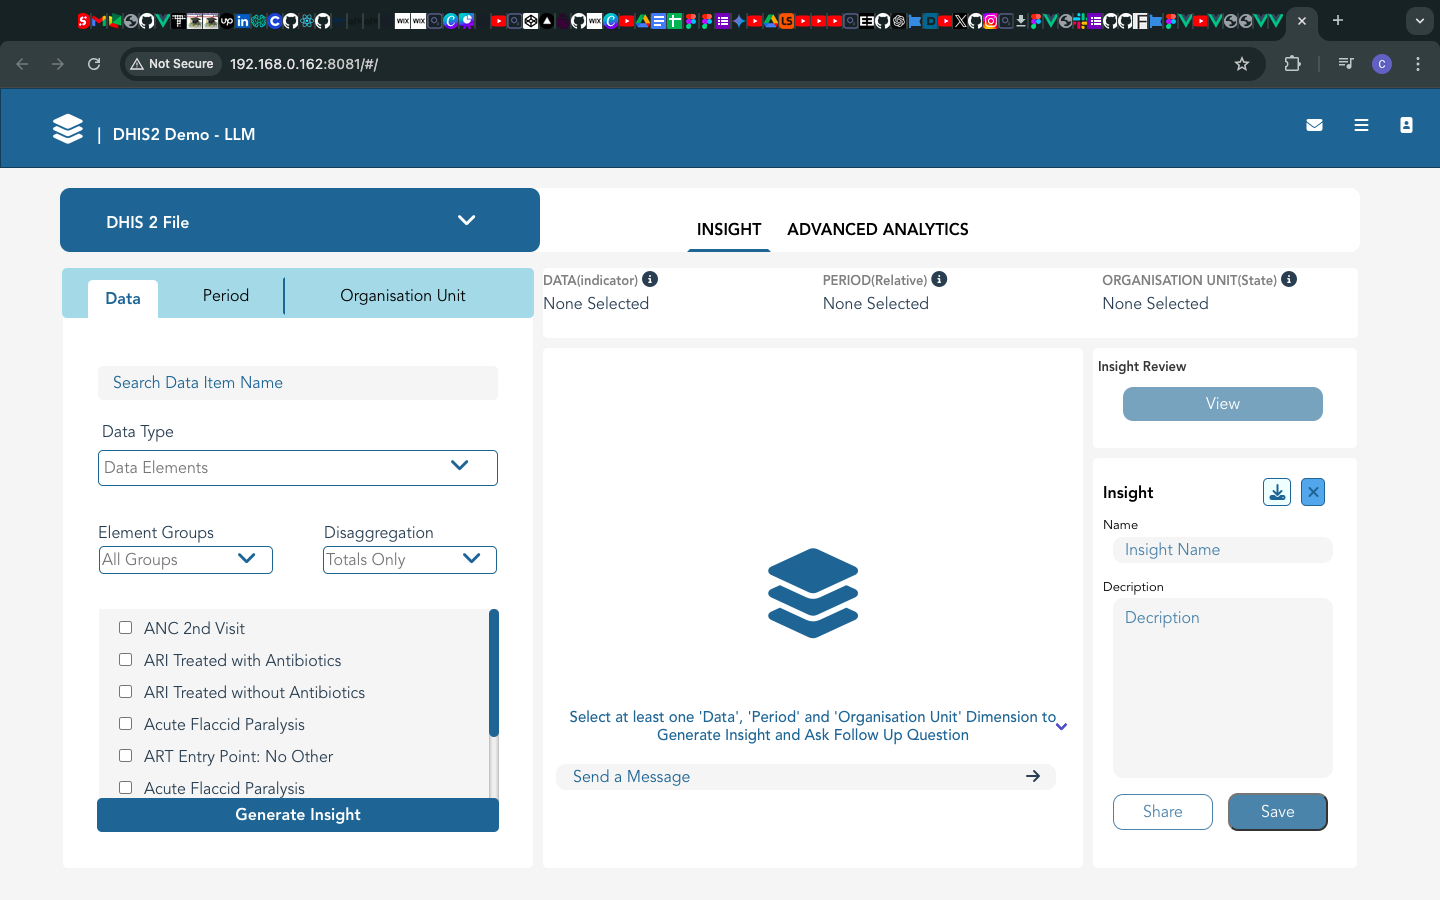 Not Secure
192.168.0.162:8081/#/
C
| DHIS2 Demo - LLM
DHIS 2 File
INSIGHT
ADVANCED ANALYTICS
Data
Period
Organisation Unit
DATA(indicator)
None Selected
PERIOD(Relative)
None Selected
ORGANISATION UNIT(State)
None Selected
Search Data Item Name
Data Type
Data Elements
Element Groups
All Groups
Disaggregation
Totals Only
ANC 2nd Visit
ARI Treated with Antibiotics
ARI Treated without Antibiotics
Acute Flaccid Paralysis
ART Entry Point: No Other
Acute Flaccid Paralysis
Generate Insight
Select at least one 'Data', 'Period' and 'Organisation Unit' Dimension to
Generate Insight and Ask Follow Up Question
Send a Message
Insight Review
View
Insight
Name
Insight Name
Decription
Decription
Share
Save